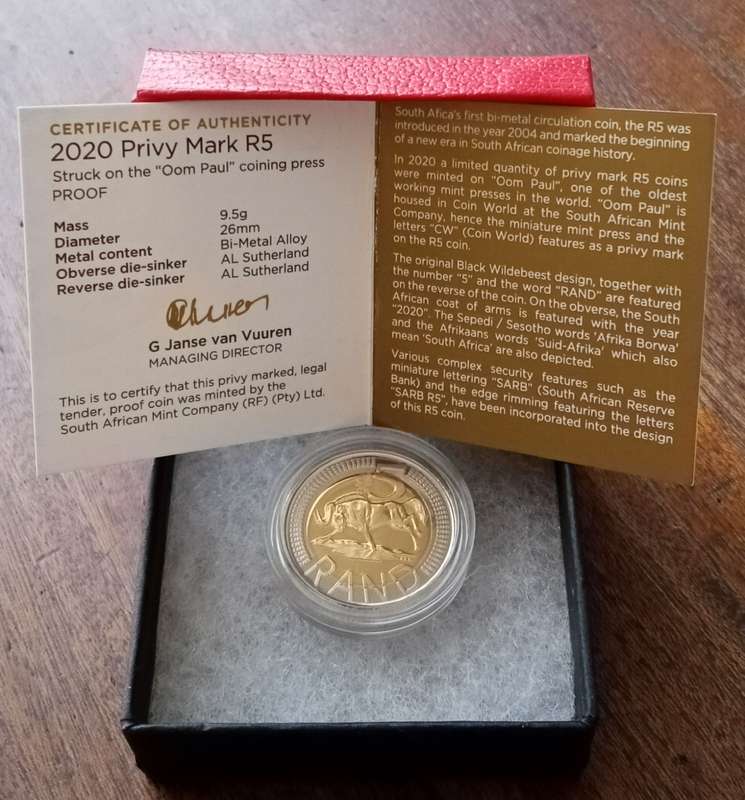 CERTIFICATE OF AUTHENTICITY
2020 Privy Mark R5
Struck on the “Oom Paul” coining press
PROOF
Mass 9.5g
Diameter 26mm
Metal content Bi-Metal Alloy
Obverse die-sinker AL Sutherland
Reverse die-sinker AL Sutherland
G Janse van Vuuren
MANAGING DIRECTOR
This is to certify that this privy marked, legal
tender, proof coin was minted by the
South African Mint Company (RF) (Pty) Ltd.
South Afica's first bi-metal circulation coin, the R5 was
introduced in the year 2004 and marked the beginning
of a new era in South African coinage history.
In 2020 a limited quantity of privy mark R5 coins
were minted on “Oom Paul”, one of the oldest
working mint presses in the world. “Oom Paul” is
housed in Coin World at the South African Mint
Company, hence the miniature mint press and the
letters “CW” (Coin World) features as a privy mark
on the R5 coin.
The original Black Wildebeest design, together with
the number “5” and the word “RAND” are featured
on the reverse of the coin. On the obverse, the South
African coat of arms is featured with the year
“2020”. The Sepedi / Sesotho words ‘Afrika Borwa’
and the Afrikaans words ‘Suid-Afrika’ which also
mean ‘South Africa’ are also depicted.
Various complex security features such as the
miniature lettering “SARB” (South African Reserve
Bank) and the edge rimming featuring the letters
“SARB R5”, have been incorporated into the design
of this R5 coin.
5
RAND